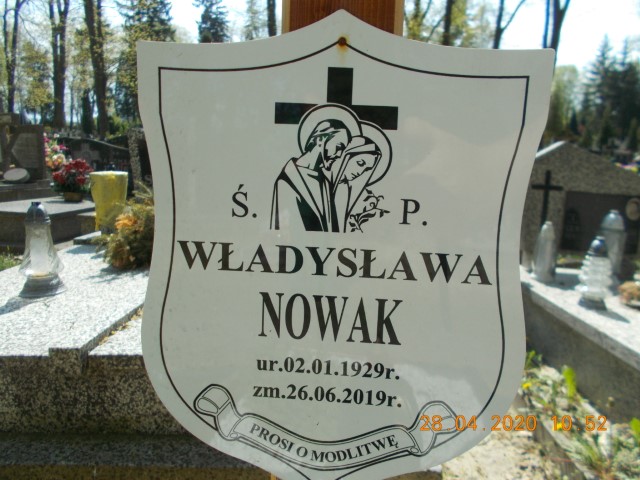 Ś. P.
WŁADYSŁAWA
NOWAK
ur.02.01.1929r.
zm.26.06.2019r.
PROSI O MODLITWĘ
28.04.2020 10:52